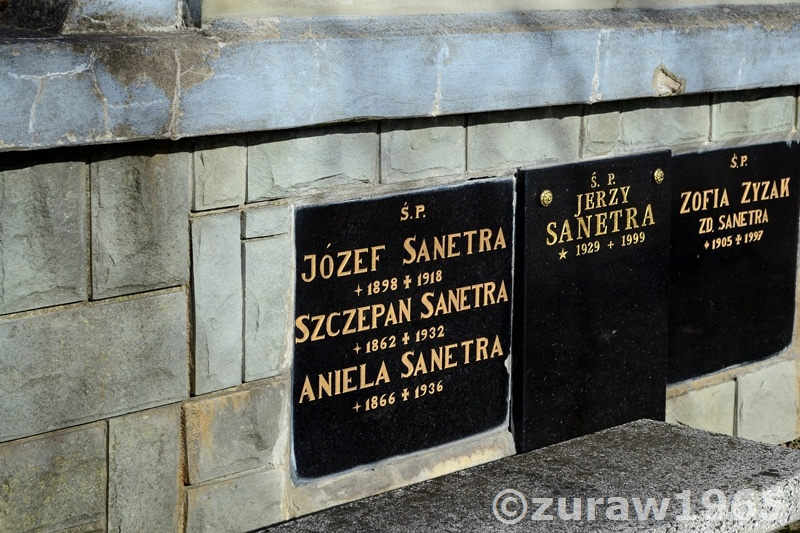 Ś.P.
JÓZEF SANETRA
+ 1898 ✝ 1918
SZCZEPAN SANETRA
+ 1862 ✝ 1932
ANIELA SANETRA
+ 1866 ✝ 1936
Ś. P.
JERZY
SANETRA
★ 1929 + 1999
Ś.P.
ZOFIA ZYZAK
ZD. SANETRA
+ 1905 ✝ 1997
©zuraw1965